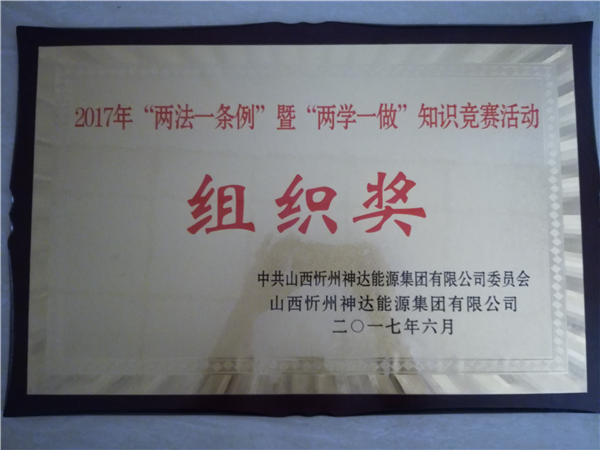 2017年“两法一条例”暨“两学一做”知识竞赛活动
组织奖
中共山西忻州神达能源集团有限公司委员会
山西忻州神达能源集团有限公司
二〇一七年六月